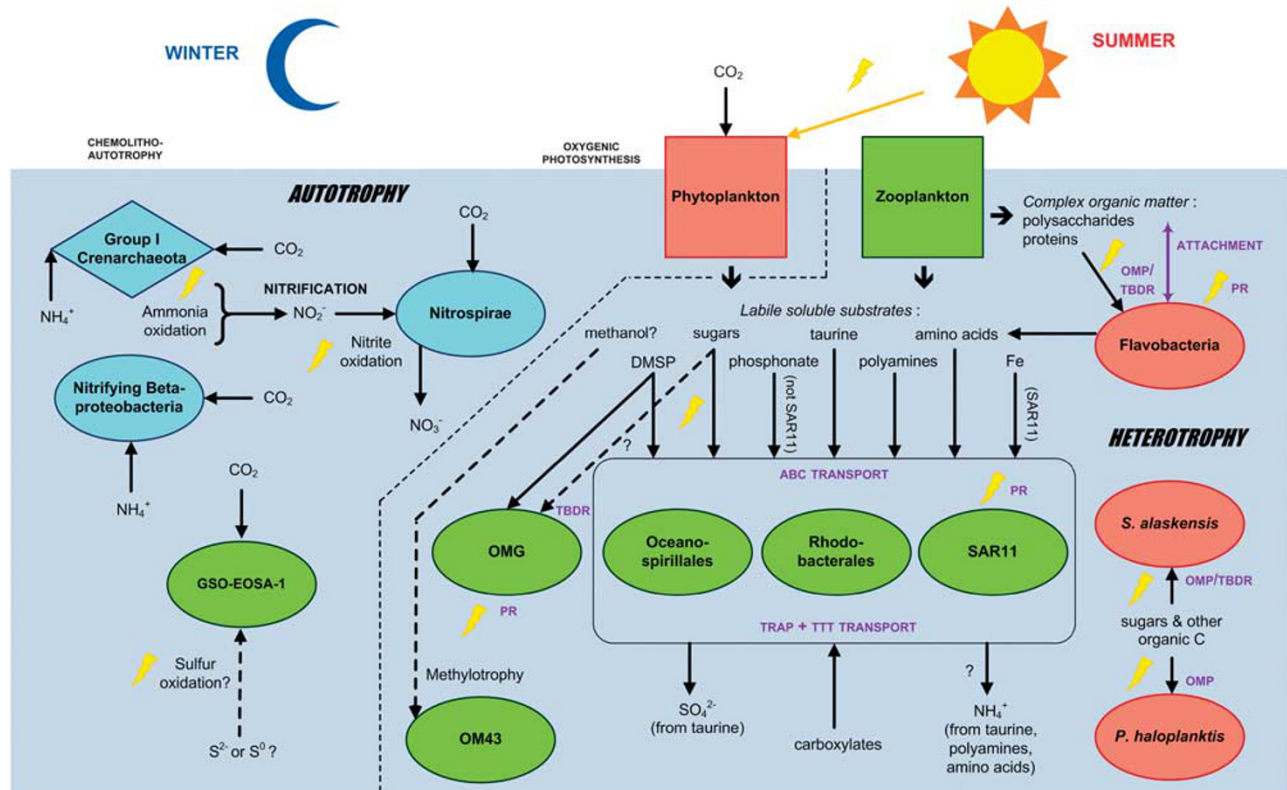 WINTER
SUMMER
CO₂
CHEMOLITHO-
AUTOTROPHY
OXYGENIC
PHOTOSYNTHESIS
AUTOTROPHY
Phytoplankton
Zooplankton
Complex organic matter :
polysaccharides
proteins
ATTACHMENT
OMP/
TBDR
PR
Flavobacteria
Group I
Crenarchaeota
CO₂
NH₄⁺
Ammonia
oxidation
NITRIFICATION
NO₂⁻
CO₂
Nitrospirae
Nitrite
oxidation
NO₃⁻
Nitrifying Beta-
proteobacteria
CO₂
NH₄⁺
CO₂
GSO-EOSA-1
Sulfur
oxidation?
S²⁻ or S⁰ ?
Labile soluble substrates :
methanol?
sugars
taurine
amino acids
DMSP
phosphonate
polyamines
Fe
(not SAR11)
(SAR11)
?
ABC TRANSPORT
PR
TBDR
OMG
PR
Oceano-
spirillales
Rhodo-
bacterales
SAR11
TRAP + TTT TRANSPORT
Methylotrophy
OM43
SO₄²⁻
(from taurine)
carboxylates
?
NH₄⁺
(from taurine,
polyamines,
amino acids)
HETEROTROPHY
S. alaskensis
OMP/TBDR
sugars & other
organic C
OMP
P. haloplanktis